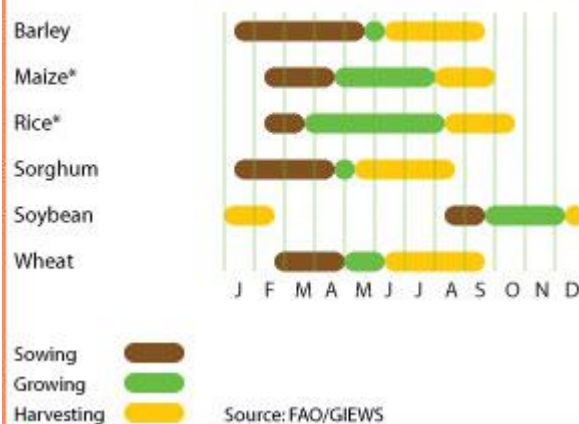 Barley
Maize*
Rice*
Sorghum
Soybean
Wheat
J F M A M J J A S O N D
Sowing
Growing
Harvesting
Source: FAO/GIEWS